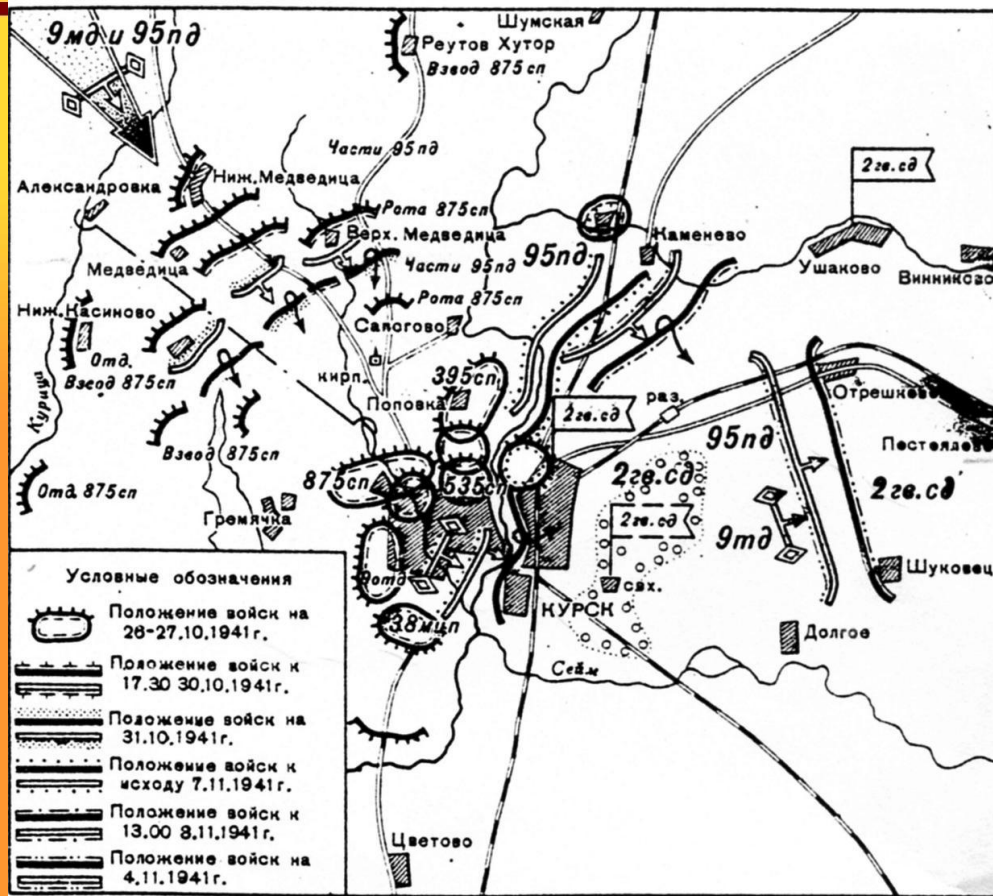 9мд и 95пд
Шумская
Реутов Хутор
Взвод 875сп
Части 95пд
Александровка
Ниж. Медведица
Рота 875сп
Верх. Медведица
Медведица
Части 95пд
95пд
Каменево
2гв.сд
Ушаково
Винниково
Ниж. Касиново
Рота 875сп
Сапогово
Отд.
Взвод 875сп
кирп.
395сп
Поповка
Курица
2гв.сд
раз.
Отрешково
95пд
Взвод 875сп
875сп
535сп
2гв.сд
2гв.сд
Отд. 875сп
Гремячка
2гв.сд
9тд
свх.
Шуковец
38мцп
КУРСК
Долгое
Сейм
Цветово
Условные обозначения
Положение войск на
26-27.10.1941г.
Положение войск к
17.30 30.10.1941г.
Положение войск на
31.10.1941г.
Положение войск к
исходу 7.11.1941г.
Положение войск к
13.00 8.11.1941г.
Положение войск на
4.11.1941г.